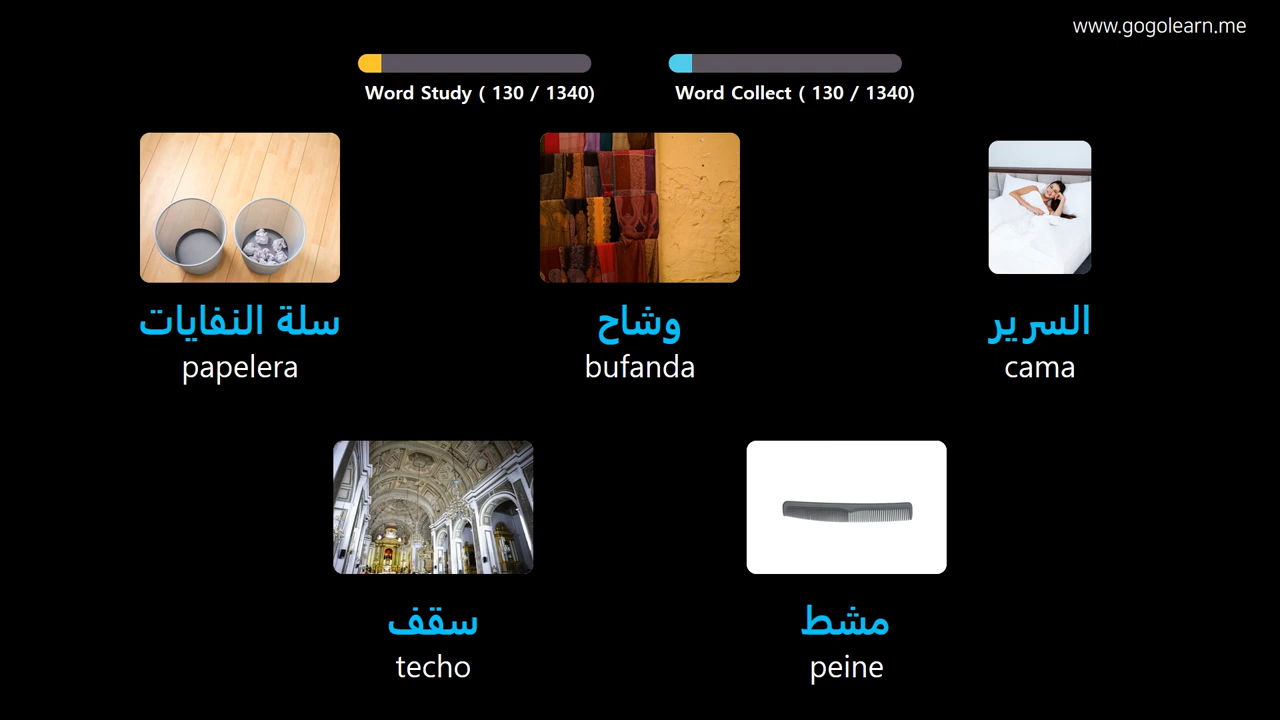 www.gogolearn.me
Word Study ( 130 / 1340)
Word Collect ( 130 / 1340)
سلة النفايات
papelera
وشاح
bufanda
السرير
cama
سقف
techo
مشط
peine